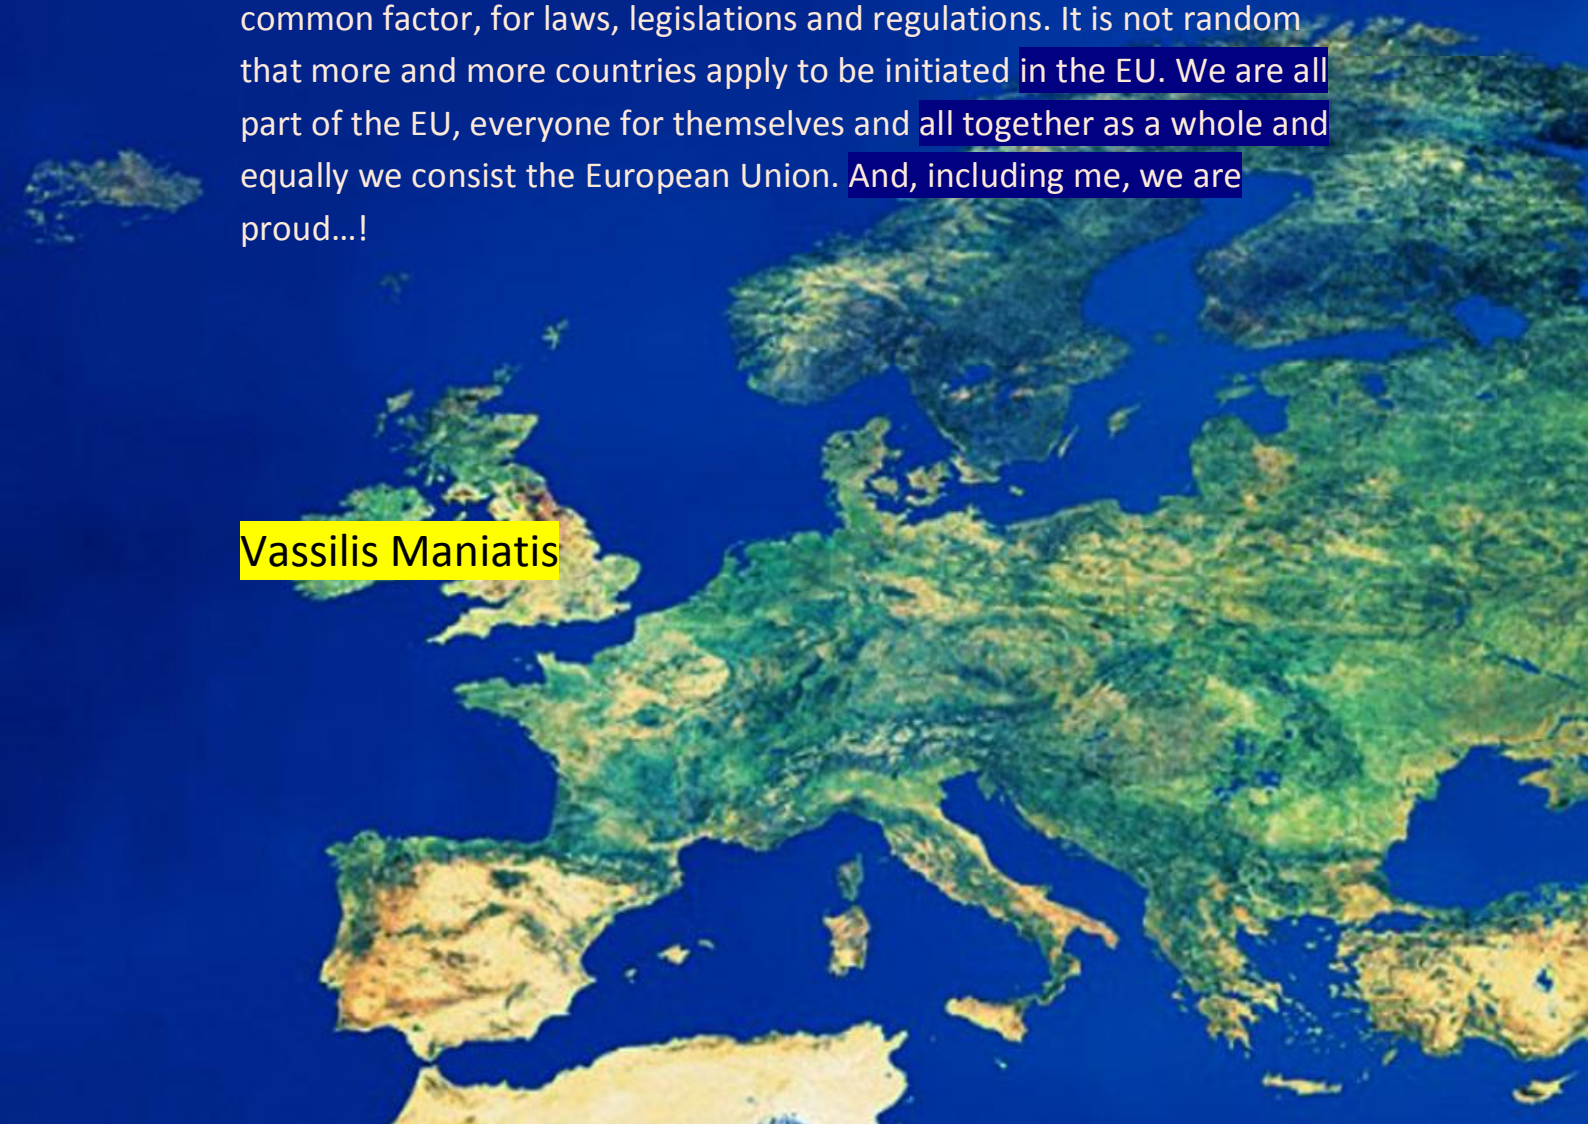 common factor, for laws, legislations and regulations. It is not random
that more and more countries apply to be initiated in the EU. We are all
part of the EU, everyone for themselves and all together as a whole and
equally we consist the European Union. And, including me, we are
proud…!
Vassilis Maniatis